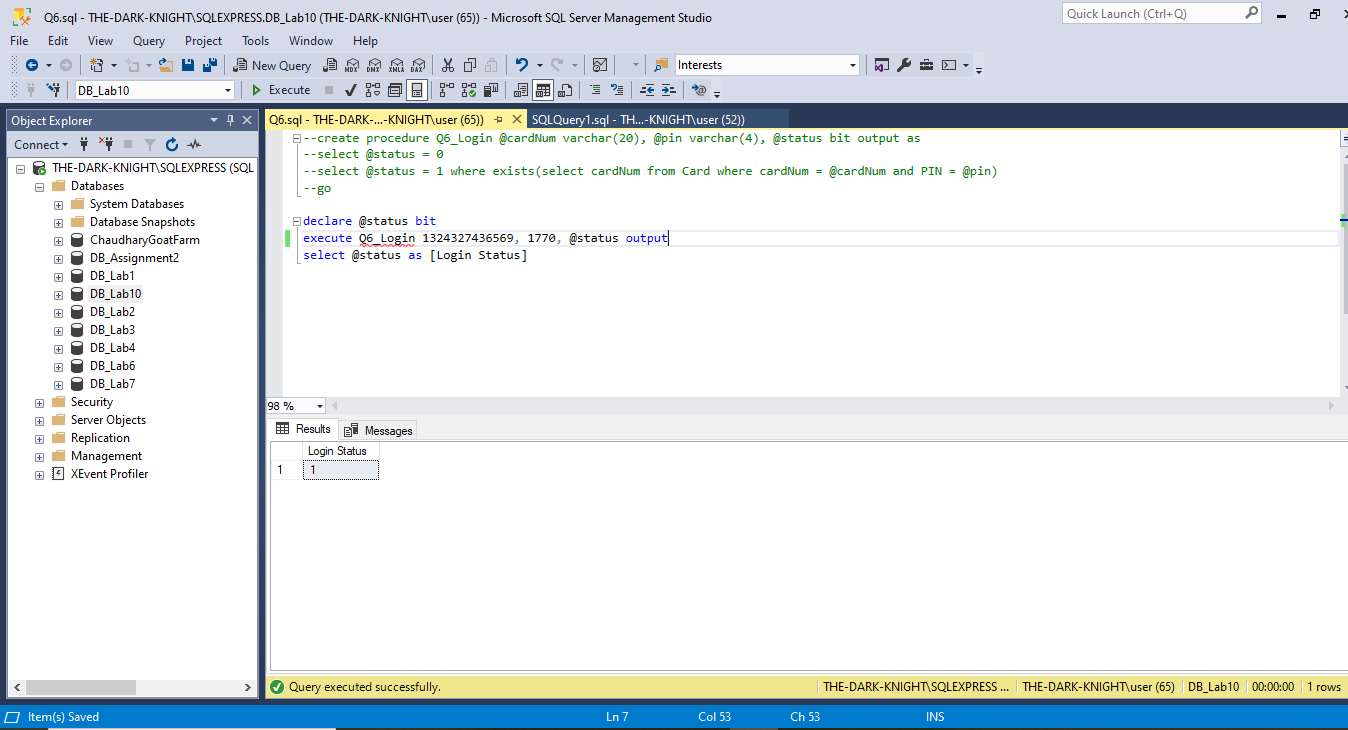 Q6.sql - THE-DARK-KNIGHT\SQLEXPRESS.DB_Lab10 (THE-DARK-KNIGHT\user (65)) - Microsoft SQL Server Management Studio
Quick Launch (Ctrl+Q)
File Edit View Query Project Tools Window Help
New Query MDX DMX XMLA DAX Interests
DB_Lab10 Execute
Object Explorer
Q6.sql - THE-DARK-...-KNIGHT\user (65)) SQLQuery1.sql - TH...-KNIGHT\user (52))
Connect
THE-DARK-KNIGHT\SQLEXPRESS (SQL
Databases
System Databases
Database Snapshots
ChaudharyGoatFarm
DB_Assignment2
DB_Lab1
DB_Lab10
DB_Lab2
DB_Lab3
DB_Lab4
DB_Lab6
DB_Lab7
Security
Server Objects
Replication
Management
XEvent Profiler
--create procedure Q6_Login @cardNum varchar(20), @pin varchar(4), @status bit output as
--select @status = 0
--select @status = 1 where exists(select cardNum from Card where cardNum = @cardNum and PIN = @pin)
--go
declare @status bit
execute Q6_Login 1324327436569, 1770, @status output
select @status as [Login Status]
98 %
Results Messages
Login Status
1 1
Query executed successfully. THE-DARK-KNIGHT\SQLEXPRESS ... THE-DARK-KNIGHT\user (65) DB_Lab10 00:00:00 1 rows
Item(s) Saved Ln 7 Col 53 Ch 53 INS